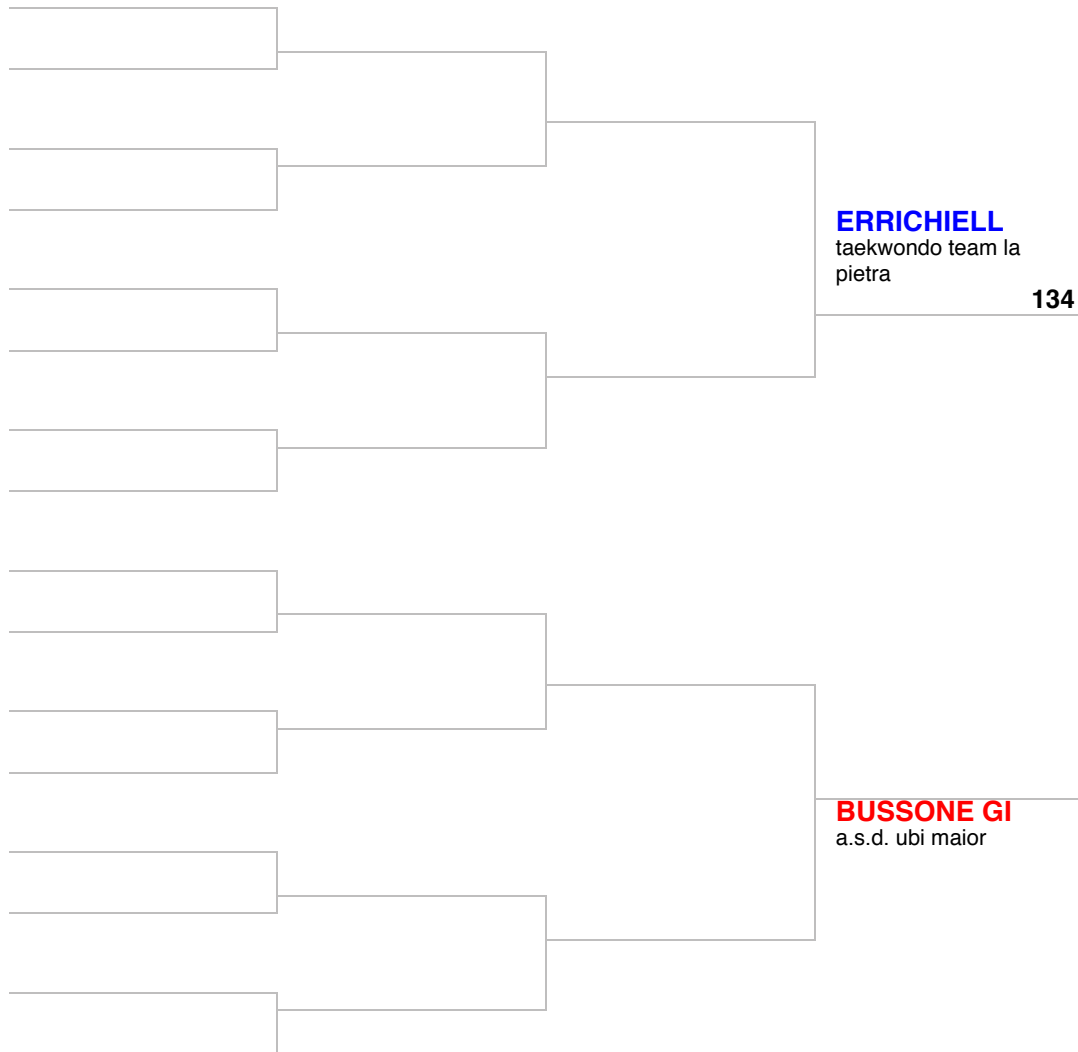 ERRICHIELL
taekwondo team la
pietra
134
BUSSONE GI
a.s.d. ubi maior